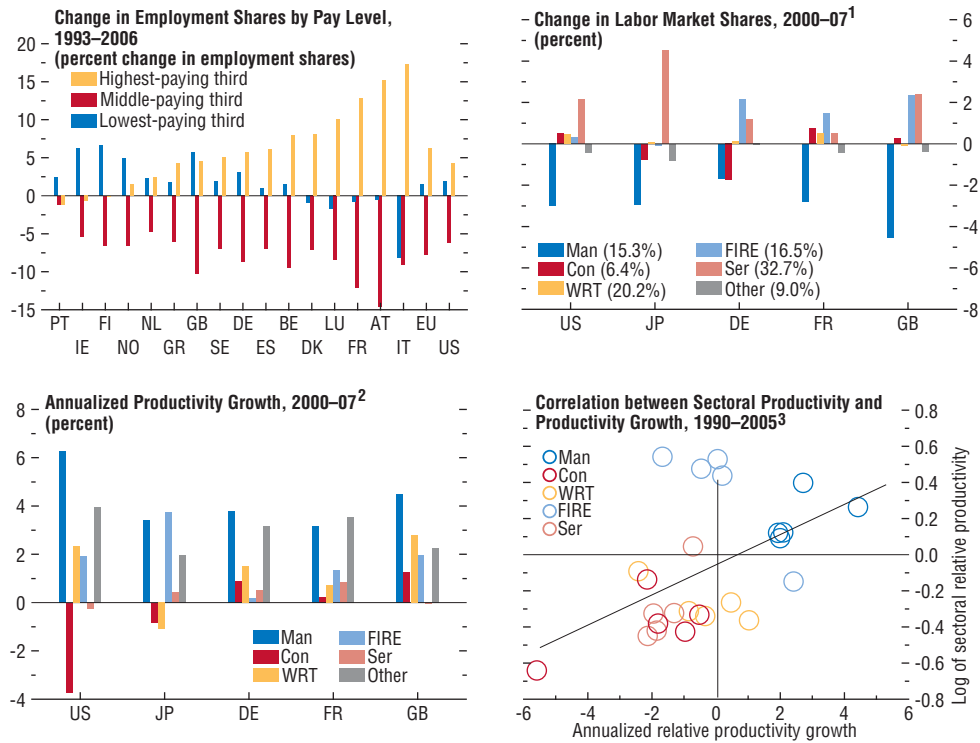 Change in Employment Shares by Pay Level,
1993–2006
(percent change in employment shares)
Highest-paying third
Middle-paying third
Lowest-paying third
20
15
10
5
0
-5
-10
-15
PT FI NL GB DE BE LU AT EU
IE NO GR SE ES DK FR IT US
Change in Labor Market Shares, 2000–07¹
(percent)
6
4
2
0
-2
-4
-6
-8
Man (15.3%) FIRE (16.5%)
Con (6.4%) Ser (32.7%)
WRT (20.2%) Other (9.0%)
US JP DE FR GB
Annualized Productivity Growth, 2000–07²
(percent)
8
6
4
2
0
-2
-4
Man FIRE
Con Ser
WRT Other
US JP DE FR GB
Correlation between Sectoral Productivity and
Productivity Growth, 1990–2005³
Man
Con
WRT
FIRE
Ser
0.8
0.6
0.4
0.2
0.0
-0.2
-0.4
-0.6
-0.8
Log of sectoral relative productivity
-6 -4 -2 0 2 4 6
Annualized relative productivity growth